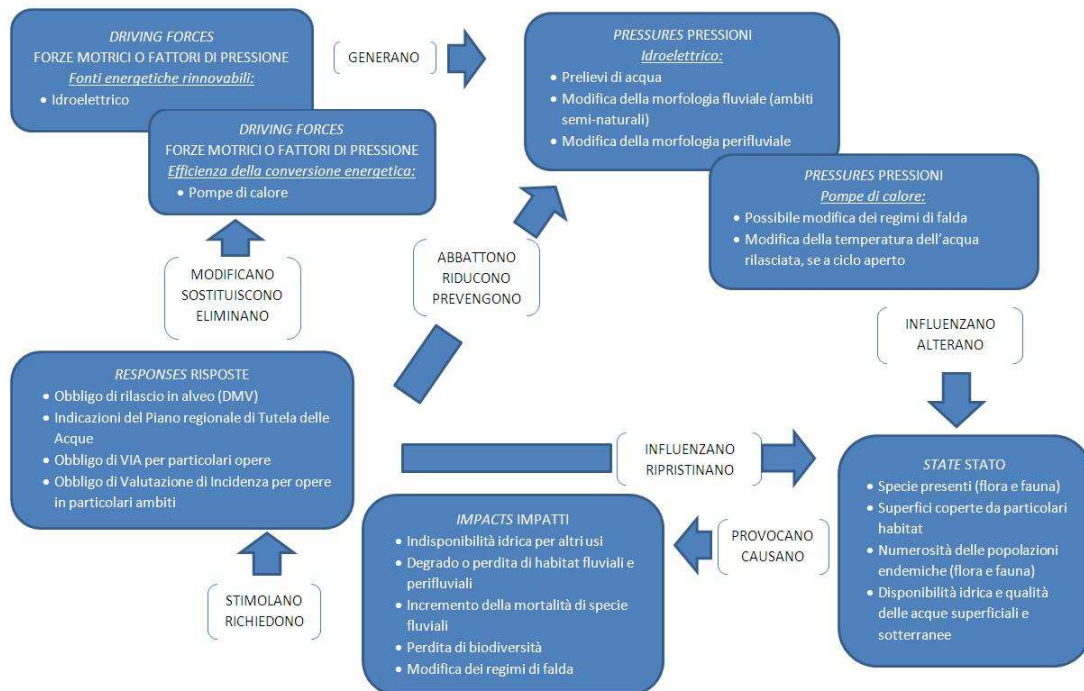 DRIVING FORCES
FORZE MOTRICI O FATTORI DI PRESSIONE
Fonti energetiche rinnovabili:
• Idroelettrico
DRIVING FORCES
FORZE MOTRICI O FATTORI DI PRESSIONE
Efficienza della conversione energetica:
• Pompe di calore
GENERANO
PRESSURES PRESSIONI
Idroelettrico:
• Prelievi di acqua
• Modifica della morfologia fluviale (ambiti
semi-naturali)
• Modifica della morfologia perifluviale
PRESSURES PRESSIONI
Pompe di calore:
• Possibile modifica dei regimi di falda
• Modifica della temperatura dell'acqua
rilasciata, se a ciclo aperto
MODIFICANO
SOSTITUISCONO
ELIMINANO
ABBATTONO
RIDUCONO
PREVENGONO
INFLUENZANO
ALTERANO
RESPONSES RISPOSTE
• Obbligo di rilascio in alveo (DMV)
• Indicazioni del Piano regionale di Tutela delle
Acque
• Obbligo di VIA per particolari opere
• Obbligo di Valutazione di Incidenza per opere
in particolari ambiti
INFLUENZANO
RIPRISTINANO
STATE STATO
• Specie presenti (flora e fauna)
• Superfici coperte da particolari
habitat
• Numerosità delle popolazioni
endemiche (flora e fauna)
• Disponibilità idrica e qualità
delle acque superficiali e
sotterranee
PROVOCANO
CAUSANO
IMPACTS IMPATTI
• Indisponibilità idrica per altri usi
• Degrado o perdita di habitat fluviali e
perifluviali
• Incremento della mortalità di specie
fluviali
• Perdita di biodiversità
• Modifica dei regimi di falda
STIMOLANO
RICHIEDONO